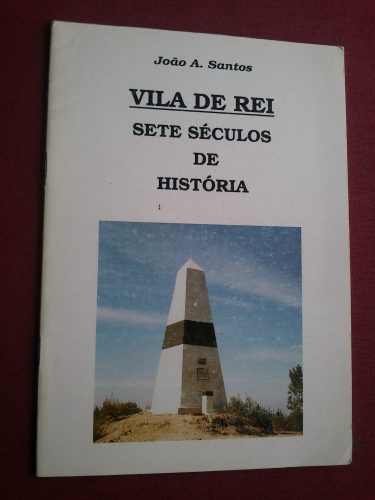 João A. Santos
VILA DE REI
SETE SÉCULOS
DE
HISTÓRIA